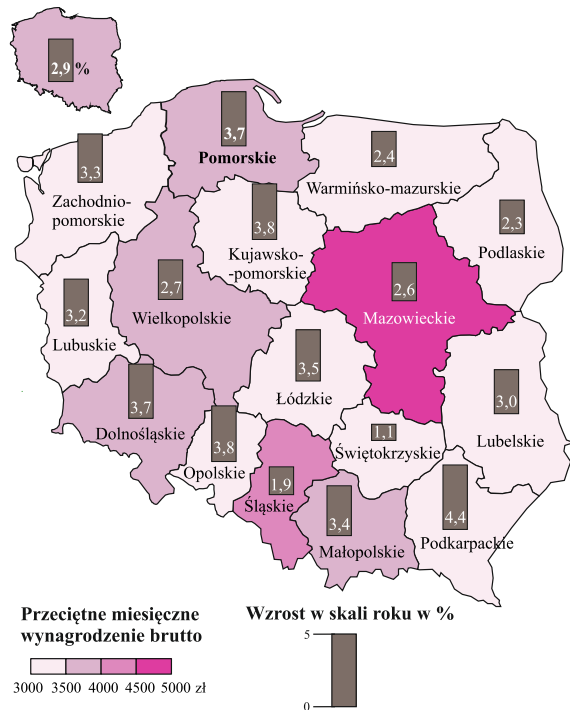 2,9 %
3,7
Pomorskie
3,3
Zachodnio-
pomorskie
2,4
Warmińsko-mazurskie
3,8
Kujawsko-
-pomorskie
2,3
Podlaskie
2,7
Wielkopolskie
2,6
Mazowieckie
3,2
Lubuskie
3,5
Łódzkie
3,7
Dolnośląskie
3,0
Lubelskie
3,8
Opolskie
1,1
Świętokrzyskie
1,9
Śląskie
3,4
Małopolskie
4,4
Podkarpackie
Przeciętne miesięczne
wynagrodzenie brutto
3000 3500 4000 4500 5000 zł
Wzrost w skali roku w %
5
0